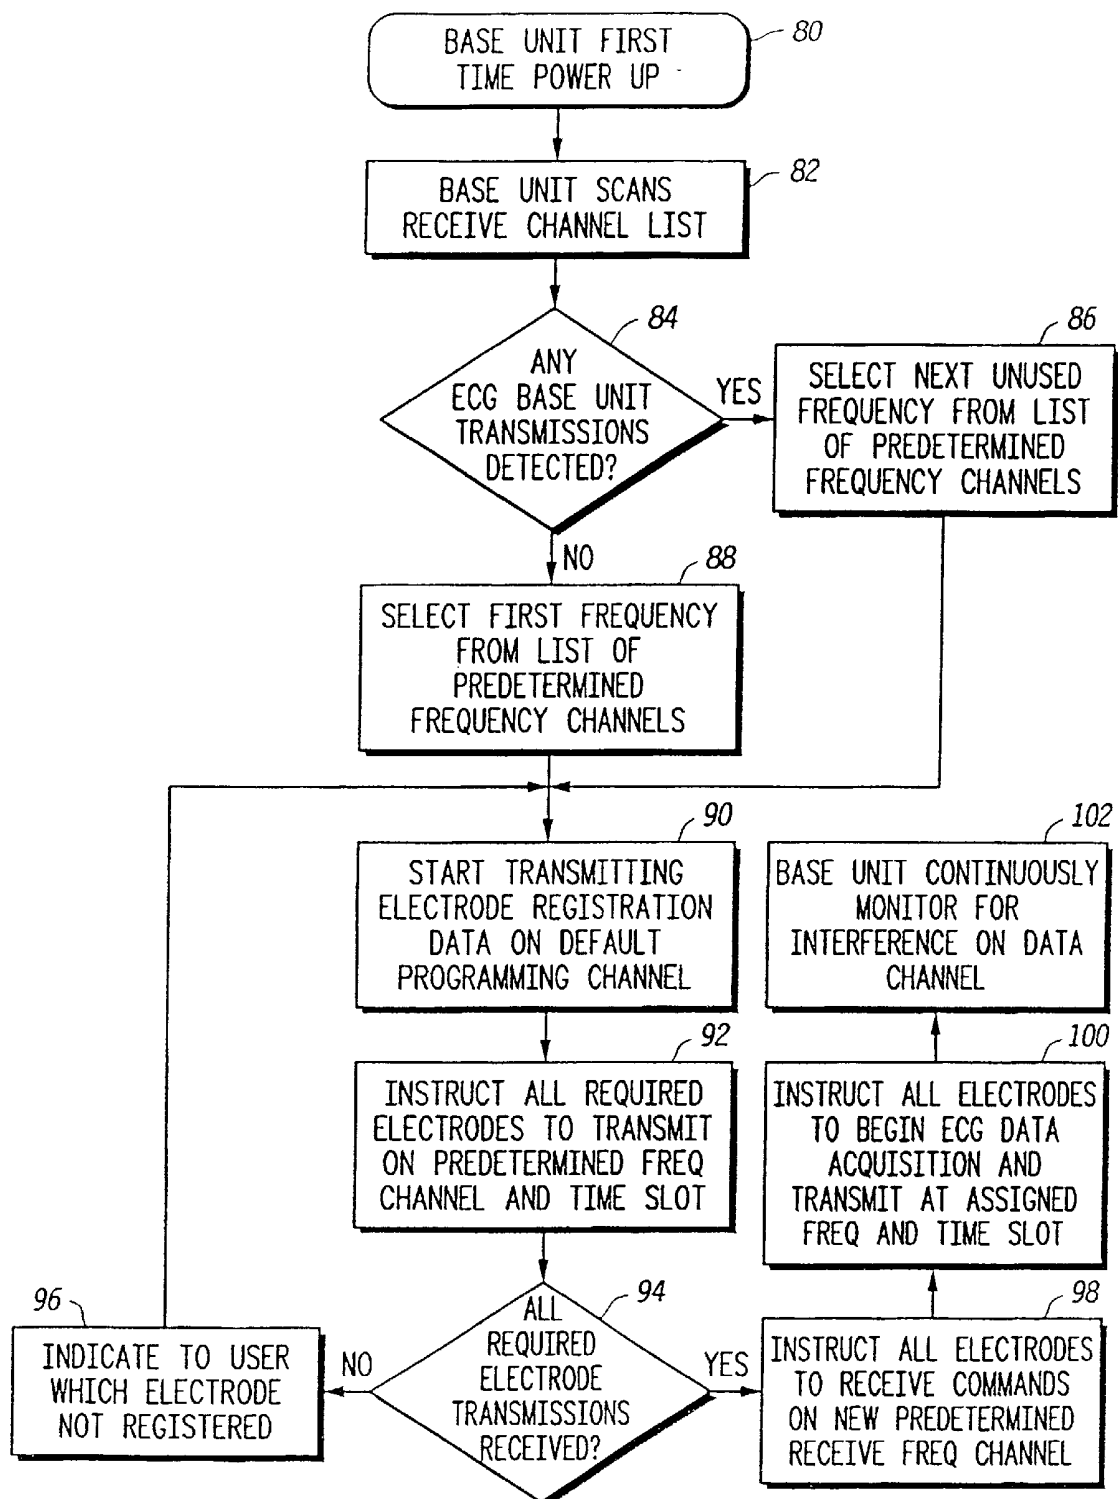 80
BASE UNIT FIRST
TIME POWER UP
82
BASE UNIT SCANS
RECEIVE CHANNEL LIST
84
ANY
ECG BASE UNIT
TRANSMISSIONS
DETECTED?
YES
86
SELECT NEXT UNUSED
FREQUENCY FROM LIST
OF PREDETERMINED
FREQUENCY CHANNELS
NO
88
SELECT FIRST FREQUENCY
FROM LIST OF
PREDETERMINED
FREQUENCY CHANNELS
90
START TRANSMITTING
ELECTRODE REGISTRATION
DATA ON DEFAULT
PROGRAMMING CHANNEL
102
BASE UNIT CONTINUOUSLY
MONITOR FOR
INTERFERENCE ON DATA
CHANNEL
92
INSTRUCT ALL REQUIRED
ELECTRODES TO TRANSMIT
ON PREDETERMINED FREQ
CHANNEL AND TIME SLOT
100
INSTRUCT ALL ELECTRODES
TO BEGIN ECG DATA
ACQUISITION AND
TRANSMIT AT ASSIGNED
FREQ AND TIME SLOT
94
ALL
REQUIRED
ELECTRODE
TRANSMISSIONS
RECEIVED?
NO
96
INDICATE TO USER
WHICH ELECTRODE
NOT REGISTERED
YES
98
INSTRUCT ALL ELECTRODES
TO RECEIVE COMMANDS
ON NEW PREDETERMINED
RECEIVE FREQ CHANNEL